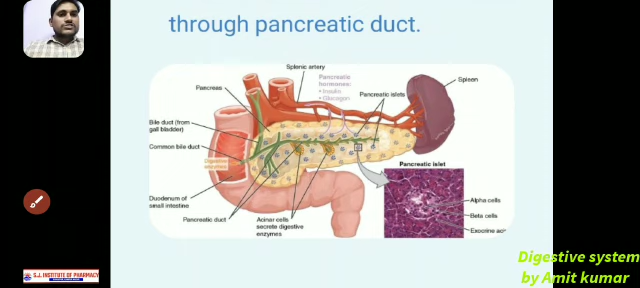 through pancreatic duct.
Splenic artery
Pancreatic
hormones:
• Insulin
• Glucagon
Pancreatic islets
Spleen
Pancreas
Bile duct (from
gall bladder)
Common bile duct
Digestive
enzymes
Duodenum of
small intestine
Pancreatic duct
Acinar cells
secrete digestive
enzymes
Pancreatic islet
Alpha cells
Beta cells
Exocrine
S.J. INSTITUTE OF PHARMACY
Digestive system
by Amit kumar